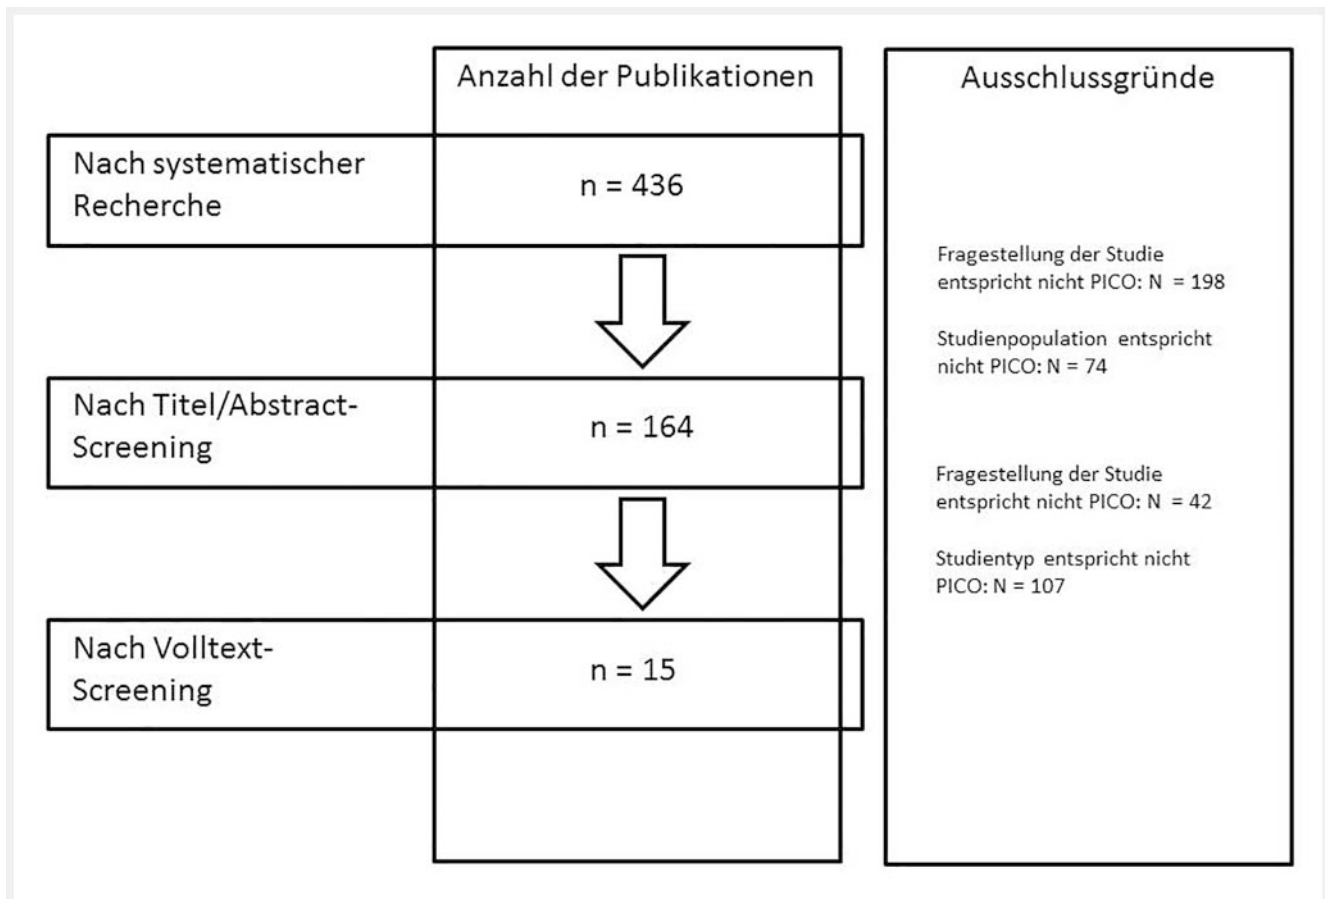 Anzahl der Publikationen
Ausschlussgründe
Nach systematischer
Recherche
n = 436
Fragestellung der Studie
entspricht nicht PICO: N = 198
Studienpopulation entspricht
nicht PICO: N = 74
Nach Titel/Abstract-
Screening
n = 164
Fragestellung der Studie
entspricht nicht PICO: N = 42
Studientyp entspricht nicht
PICO: N = 107
Nach Volltext-
Screening
n = 15